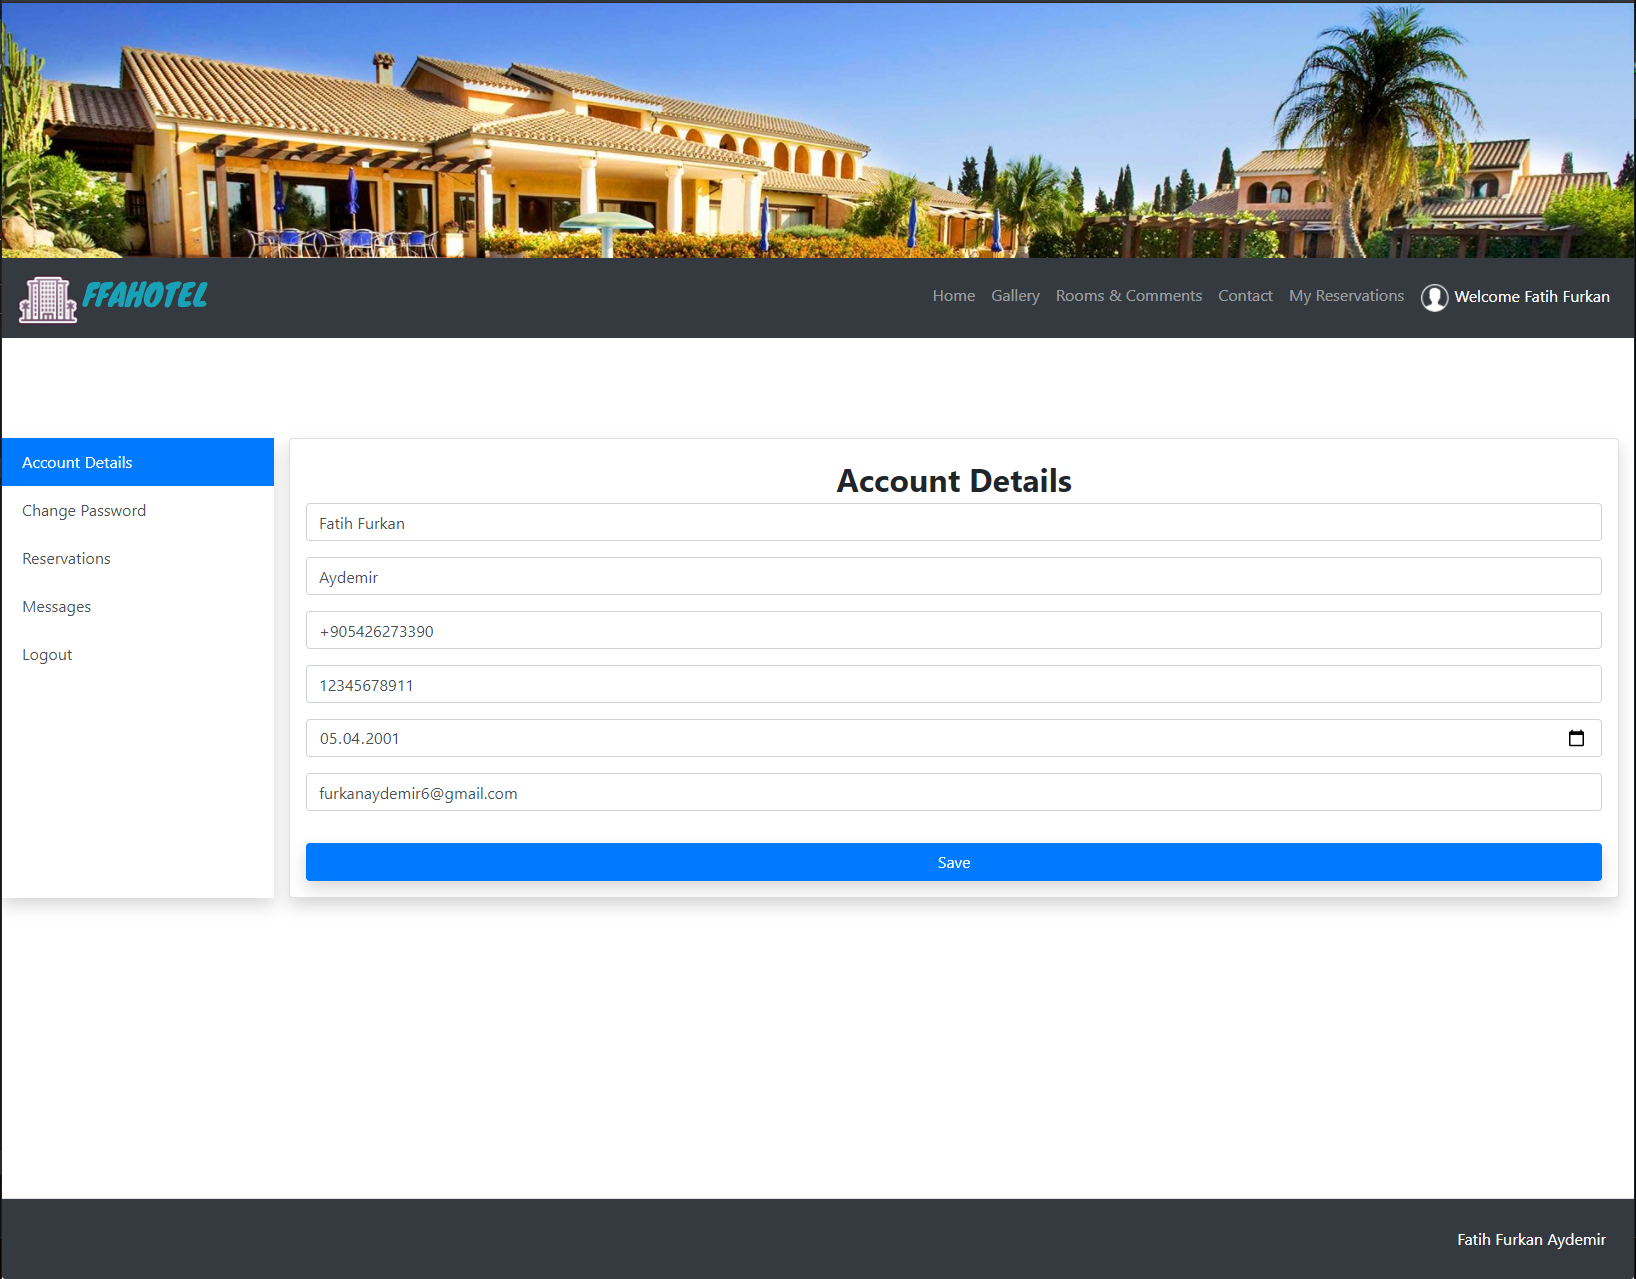 FFAHOTEL
Home Gallery Rooms & Comments Contact My Reservations Welcome Fatih Furkan
Account Details
Change Password
Reservations
Messages
Logout
Account Details
Fatih Furkan
Aydemir
+905426273390
12345678911
05.04.2001
furkanaydemir6@gmail.com
Save
Fatih Furkan Aydemir